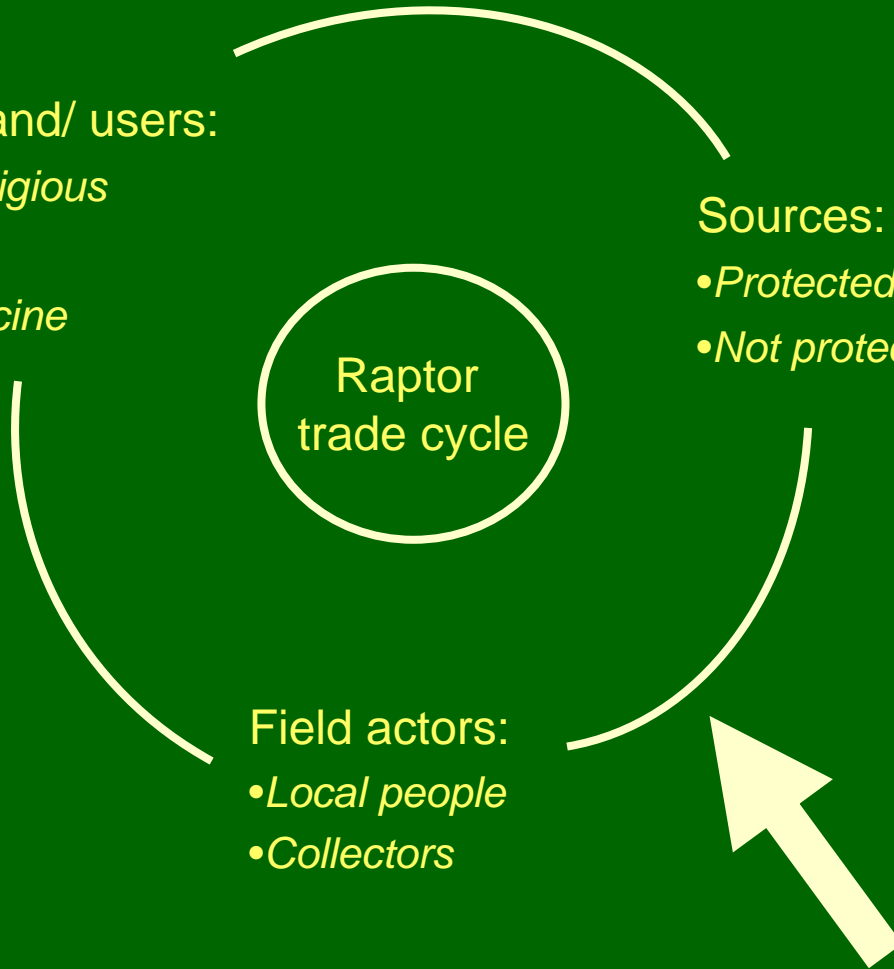 and/ users:
igious
cine
Sources:
•Protected
•Not protec
Raptor
trade cycle
Field actors:
•Local people
•Collectors